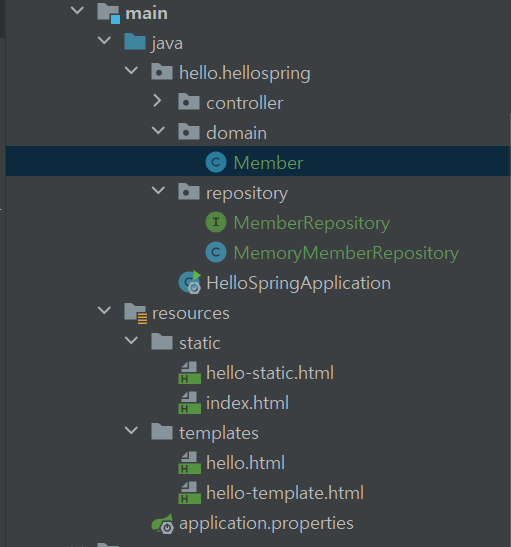 main
java
hello.hellospring
controller
domain
C Member
repository
I MemberRepository
C MemoryMemberRepository
C HelloSpringApplication
resources
static
H hello-static.html
H index.html
templates
H hello.html
H hello-template.html
application.properties